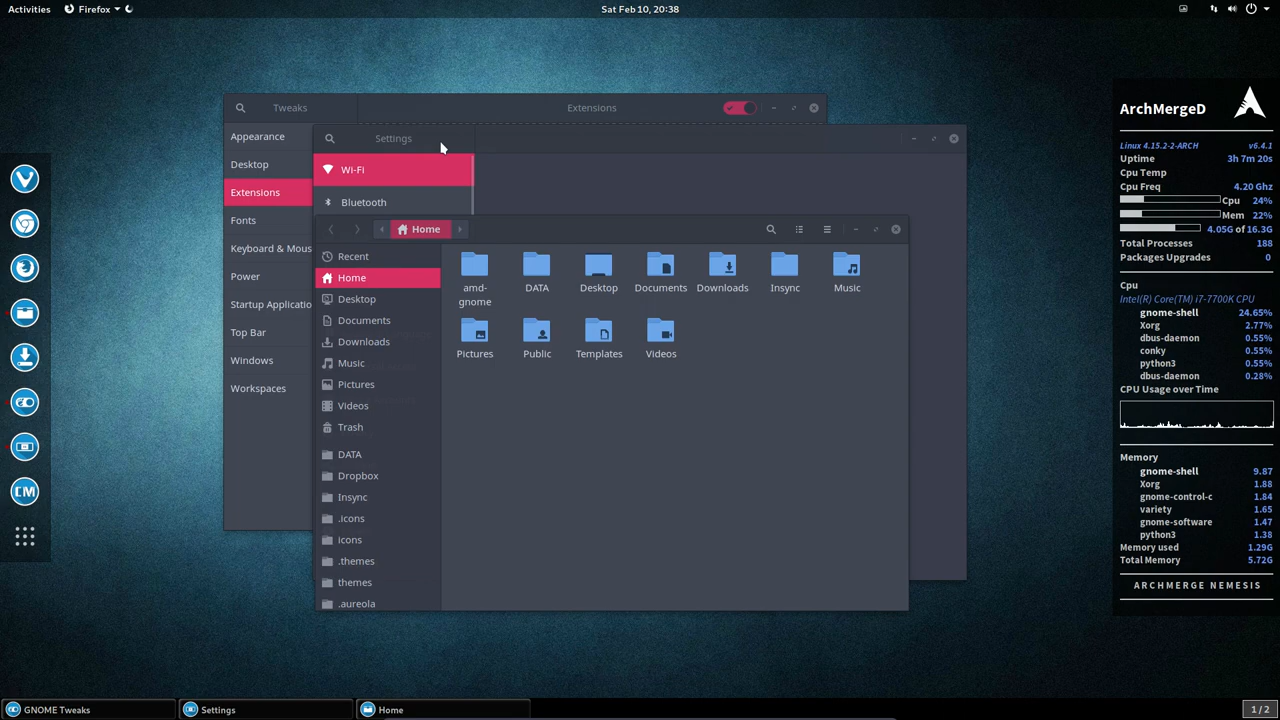 Activities
Firefox
Sat Feb 10, 20:38
Tweaks
Extensions
Appearance
Desktop
Extensions
Fonts
Keyboard & Mous
Power
Startup Applicatio
Top Bar
Windows
Workspaces
Settings
Wi-Fi
Bluetooth
Home
Recent
Home
Desktop
Documents
Downloads
Music
Pictures
Videos
Trash
DATA
Dropbox
Insync
.icons
icons
.themes
themes
.aureola
amd-
gnome
DATA
Desktop
Documents
Downloads
Insync
Music
Pictures
Public
Templates
Videos
ArchMergeD
Linux 4.15.2-2-ARCH v6.4.1
Uptime 3h 7m 20s
Cpu Temp
Cpu Freq 4.20 Ghz
Cpu 24%
Mem 22%
4.05G of 16.3G
Total Processes 188
Packages Upgrades 0
Cpu
Intel(R) Core(TM) i7-7700K CPU
gnome-shell 24.65%
Xorg 2.77%
dbus-daemon 0.55%
conky 0.55%
python3 0.55%
dbus-daemon 0.28%
CPU Usage over Time
Memory
gnome-shell 9.87
Xorg 1.88
gnome-control-c 1.84
variety 1.65
gnome-software 1.47
python3 1.38
Memory used 1.29G
Total Memory 5.72G
ARCHMERGE NEMESIS
CM
GNOME Tweaks
Settings
Home
1 / 2